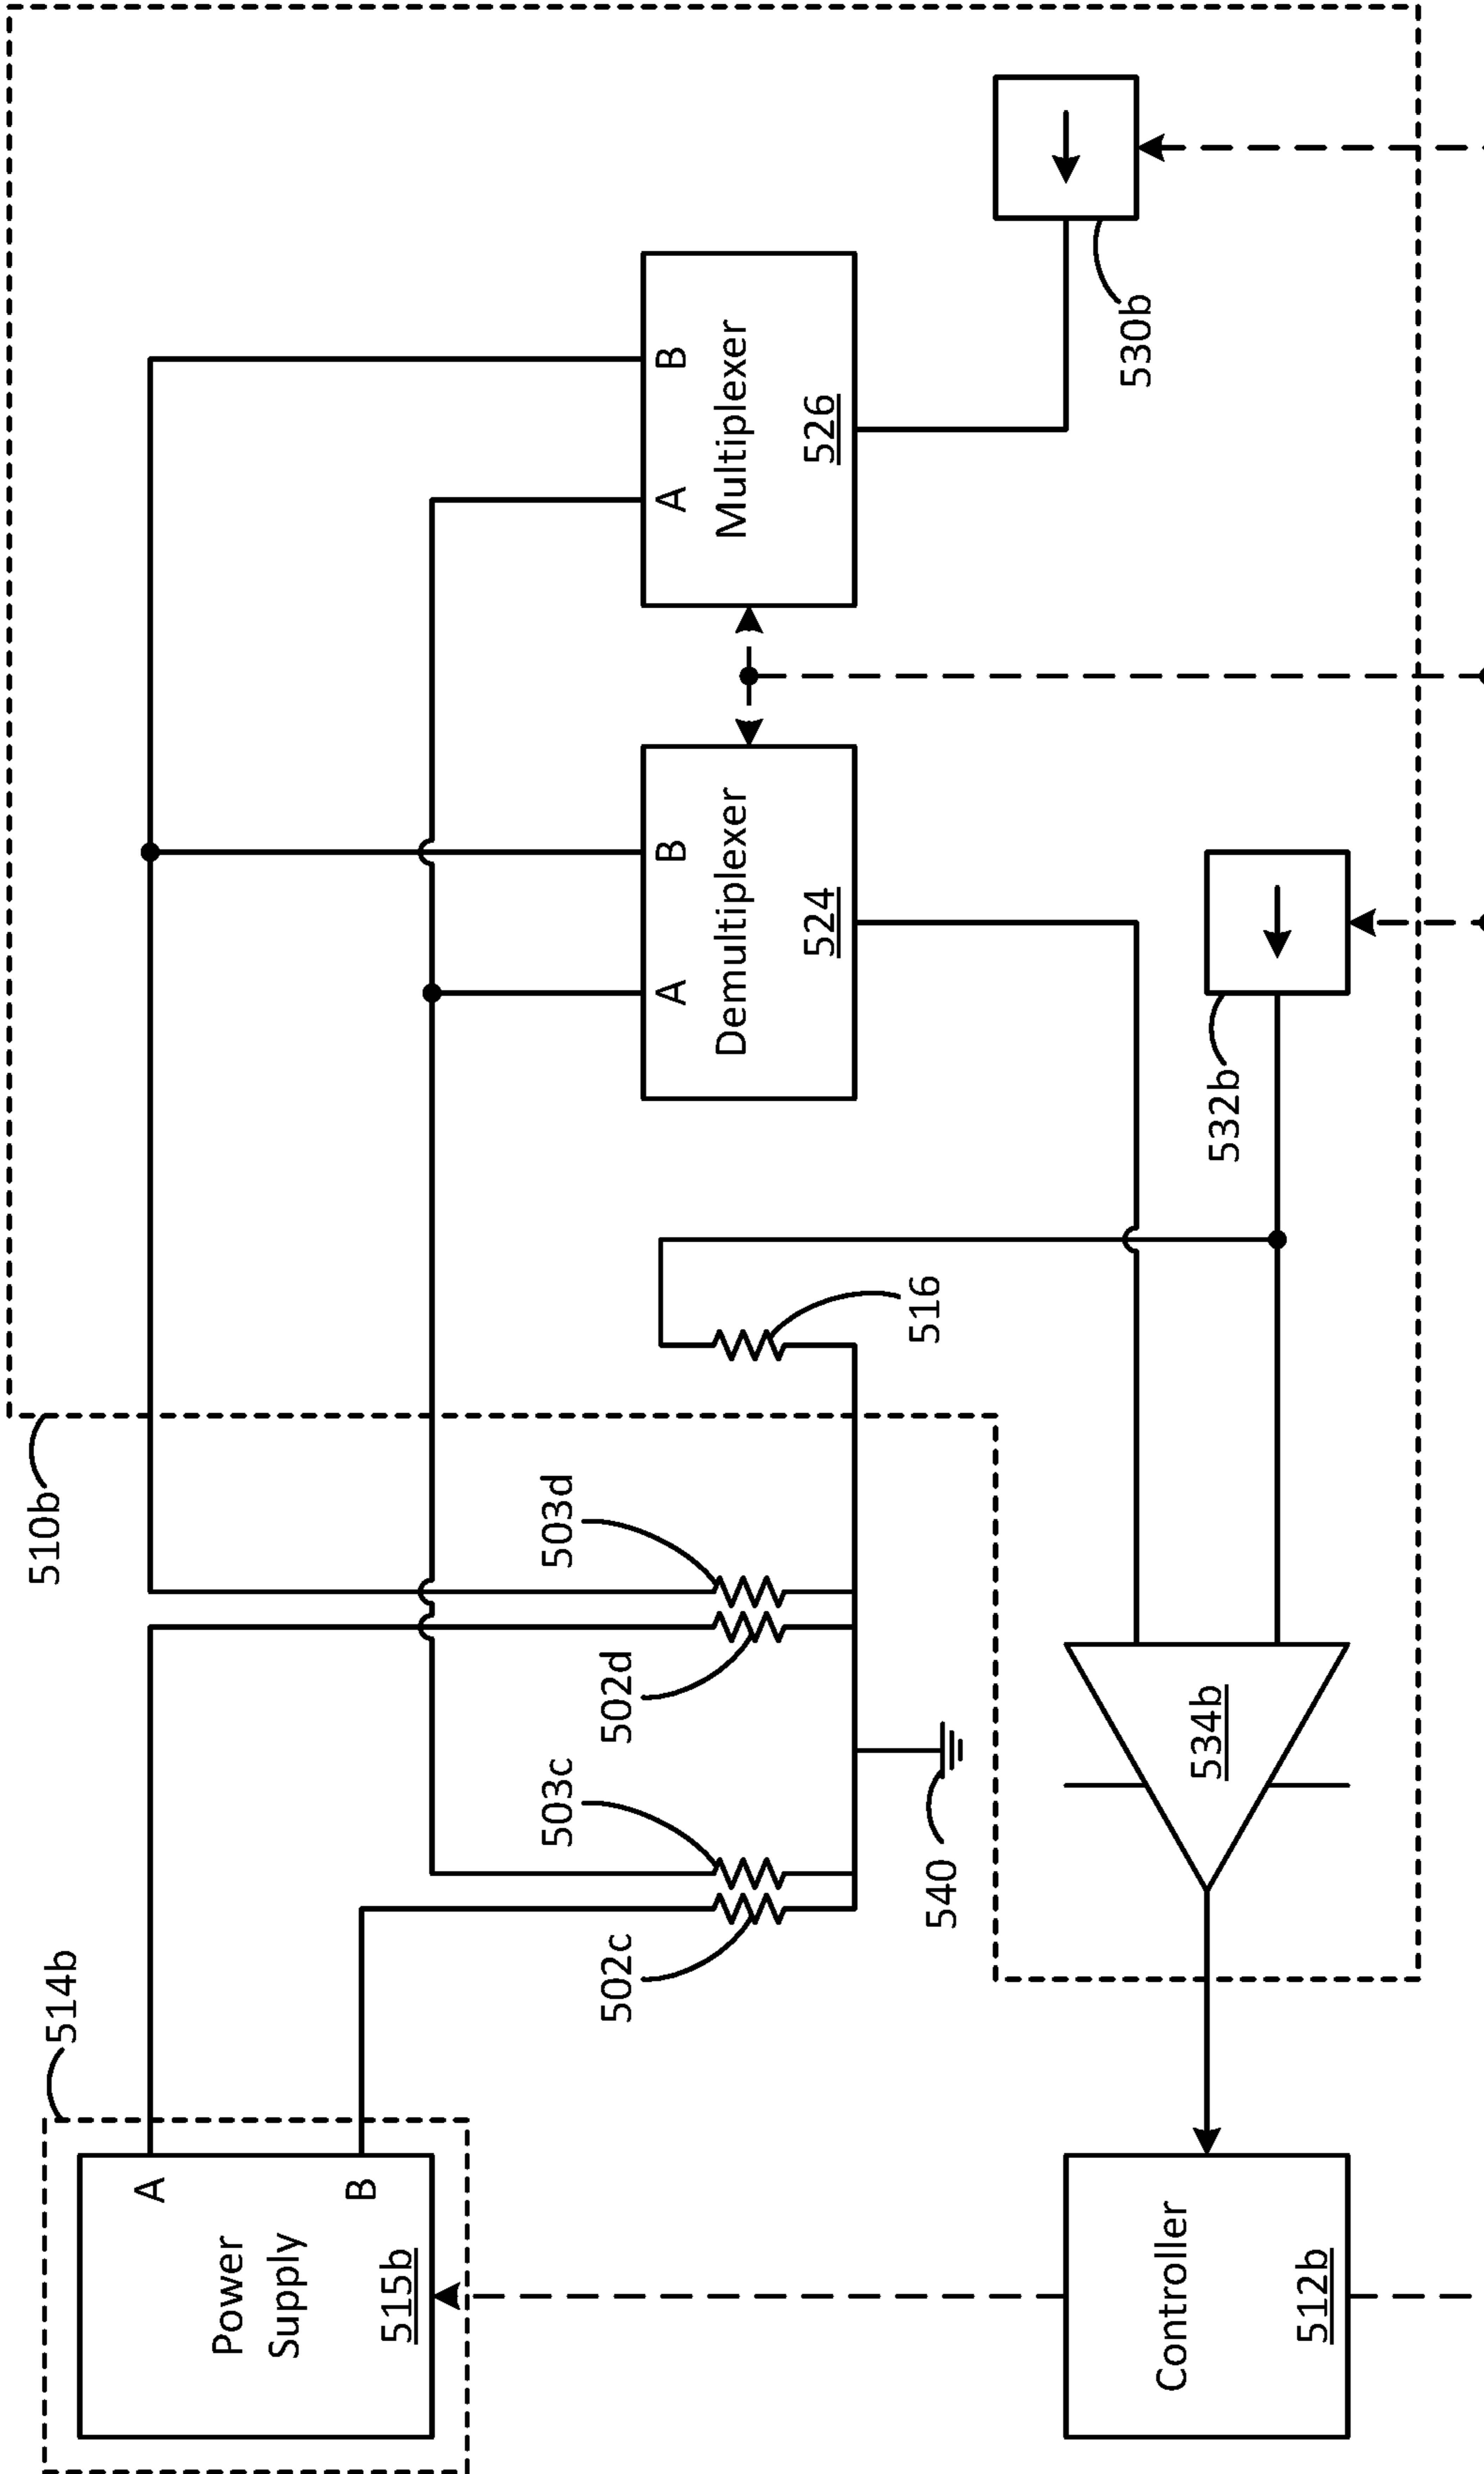 514b
510b
A
B
Power
Supply
515b
503c
503d
502c
502d
516
540
A
B
Demultiplexer
524
A
B
Multiplexer
526
530b
532b
534b
Controller
512b